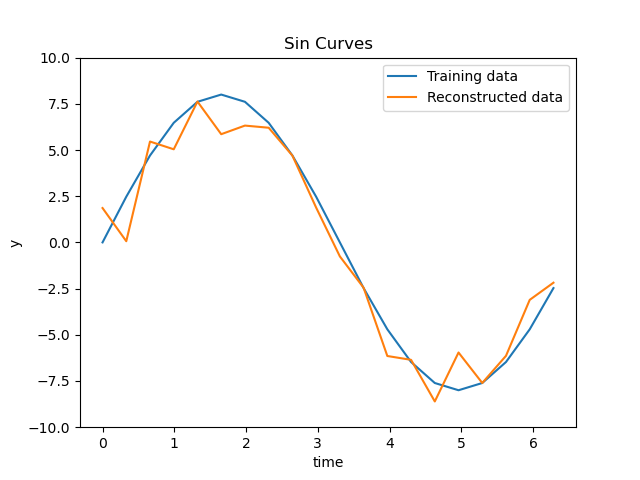 Sin Curves
Training data
Reconstructed data
10.0
7.5
5.0
2.5
0.0
−2.5
−5.0
−7.5
−10.0
y
0 1 2 3 4 5 6
time